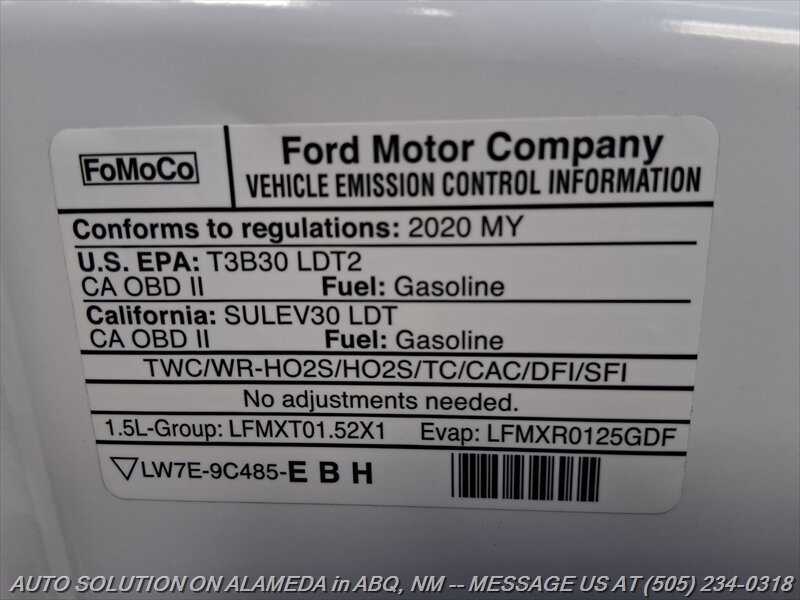 FoMoCo
Ford Motor Company
VEHICLE EMISSION CONTROL INFORMATION
Conforms to regulations: 2020 MY
U.S. EPA: T3B30 LDT2
CA OBD II Fuel: Gasoline
California: SULEV30 LDT
CA OBD II Fuel: Gasoline
TWC/WR-HO2S/HO2S/TC/CAC/DFI/SFI
No adjustments needed.
1.5L-Group: LFMXT01.52X1 Evap: LFMXR0125GDF
LW7E-9C485-E B H
AUTO SOLUTION ON ALAMEDA in ABQ, NM -- MESSAGE US AT (505) 234-0318